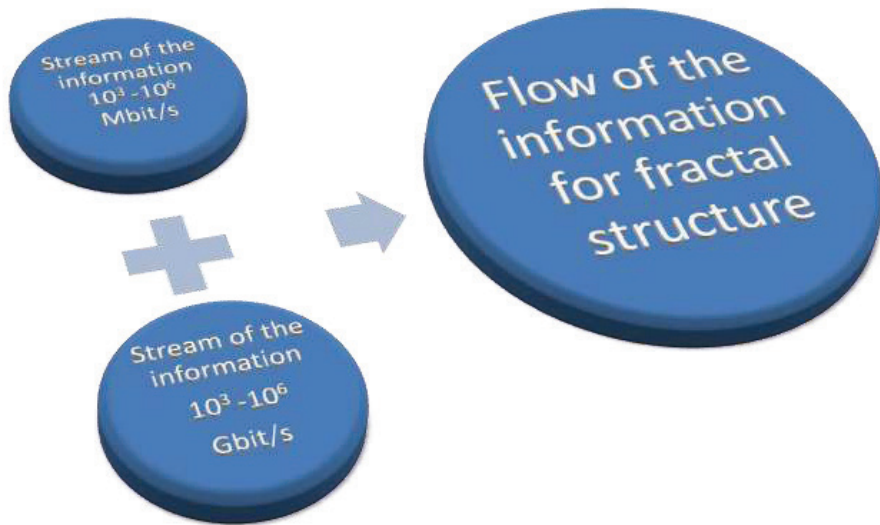 Stream of the
information
10³ -10⁶
Mbit/s
Stream of the
information
10³ -10⁶
Gbit/s
Flow of the
information
for fractal
structure